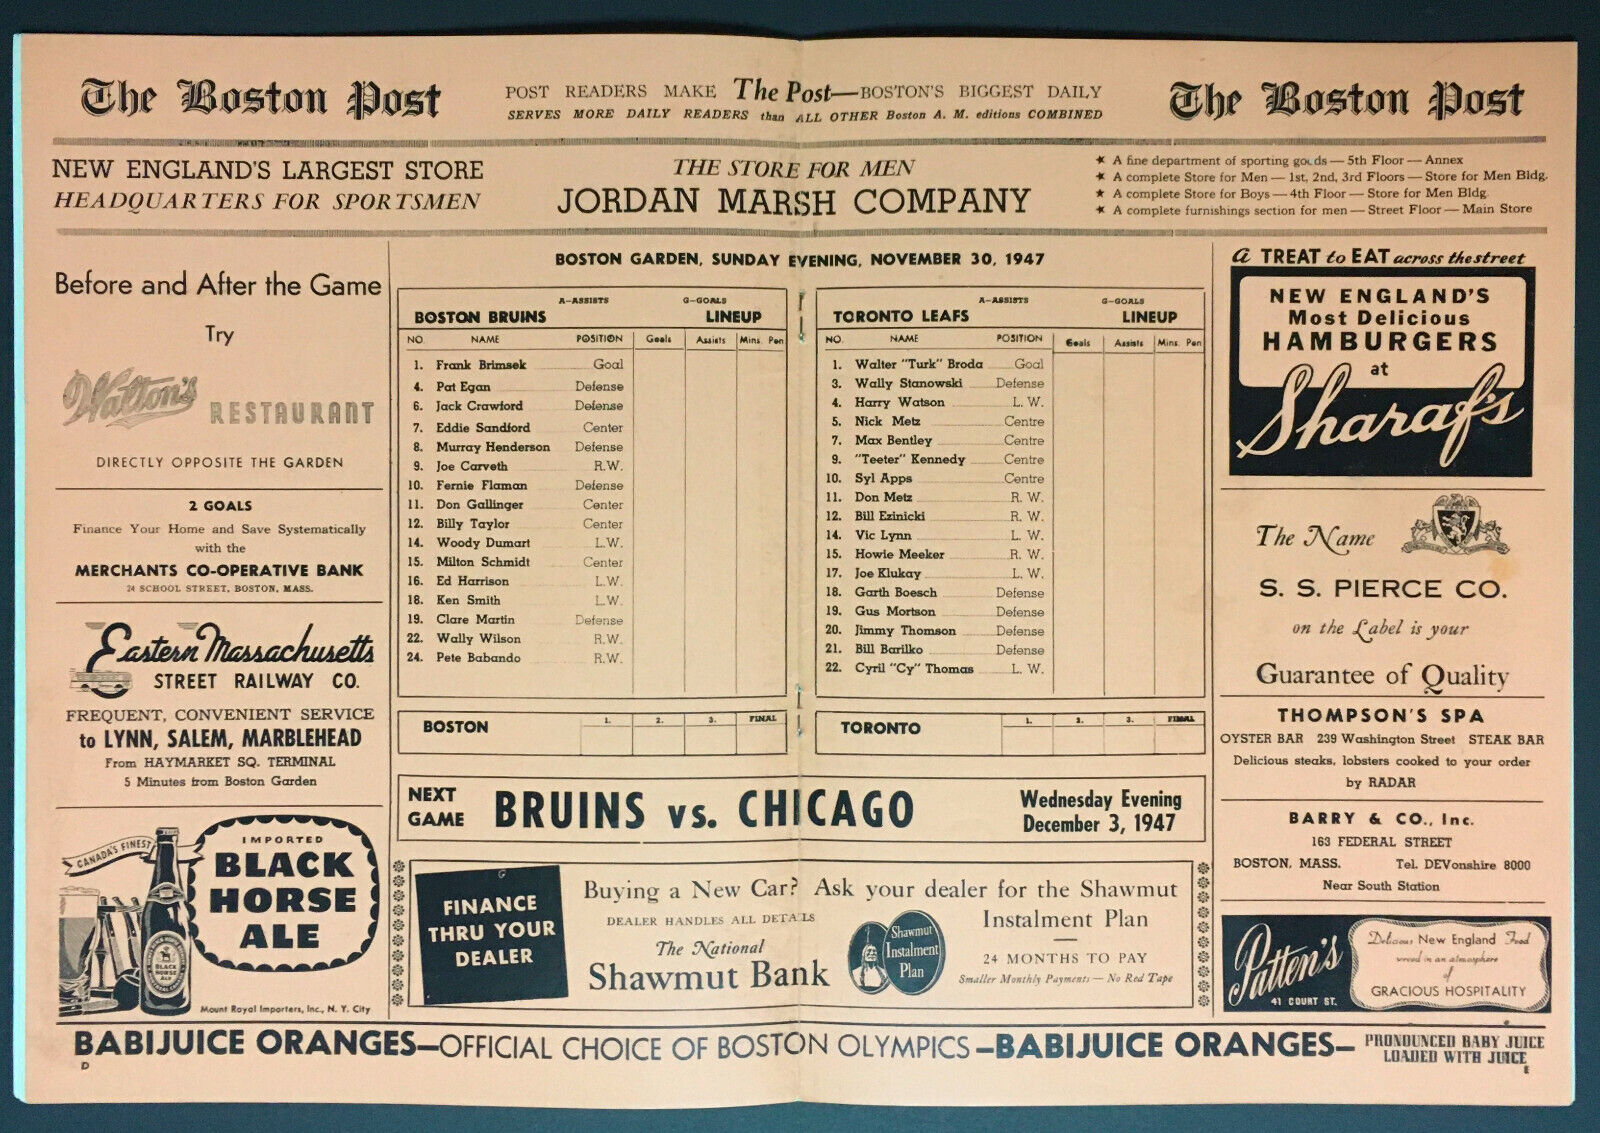 The Boston Post
POST READERS MAKE The Post—BOSTON'S BIGGEST DAILY
SERVES MORE DAILY READERS than ALL OTHER Boston A. M. editions COMBINED
The Boston Post
NEW ENGLAND'S LARGEST STORE
HEADQUARTERS FOR SPORTSMEN
THE STORE FOR MEN
JORDAN MARSH COMPANY
★ A fine department of sporting goods — 5th Floor — Annex
★ A complete Store for Men — 1st, 2nd, 3rd Floors — Store for Men Bldg.
★ A complete Store for Boys — 4th Floor — Store for Men Bldg.
★ A complete furnishings section for men — Street Floor — Main Store
Before and After the Game
Try
Walton's RESTAURANT
DIRECTLY OPPOSITE THE GARDEN
2 GOALS
Finance Your Home and Save Systematically
with the
MERCHANTS CO-OPERATIVE BANK
24 SCHOOL STREET, BOSTON, MASS.
Eastern Massachusetts
STREET RAILWAY CO.
FREQUENT, CONVENIENT SERVICE
to LYNN, SALEM, MARBLEHEAD
From HAYMARKET SQ. TERMINAL
5 Minutes from Boston Garden
CANADA'S FINEST
IMPORTED
BLACK
HORSE
ALE
BLACK
HORSE
ALE
Mount Royal Importers, Inc., N. Y. City
BOSTON GARDEN, SUNDAY EVENING, NOVEMBER 30, 1947
A—ASSISTS G—GOALS
BOSTON BRUINS LINEUP
NO. NAME POSITION Goals Assists Mins. Pen
1. Frank Brimsek Goal
4. Pat Egan Defense
6. Jack Crawford Defense
7. Eddie Sandford Center
8. Murray Henderson Defense
9. Joe Carveth R.W.
10. Fernie Flaman Defense
11. Don Gallinger Center
12. Billy Taylor Center
14. Woody Dumart L.W.
15. Milton Schmidt Center
16. Ed Harrison L.W.
18. Ken Smith L.W.
19. Clare Martin Defense
22. Wally Wilson R.W.
24. Pete Babando R.W.
BOSTON 1. 2. 3. FINAL
A—ASSISTS G—GOALS
TORONTO LEAFS LINEUP
NO. NAME POSITION Goals Assists Mins. Pen
1. Walter "Turk" Broda Goal
3. Wally Stanowski Defense
4. Harry Watson L. W.
5. Nick Metz Centre
7. Max Bentley Centre
9. "Teeter" Kennedy Centre
10. Syl Apps Centre
11. Don Metz R. W.
12. Bill Ezinicki R. W.
14. Vic Lynn L. W.
15. Howie Meeker R. W.
17. Joe Klukay L. W.
18. Garth Boesch Defense
19. Gus Mortson Defense
20. Jimmy Thomson Defense
21. Bill Barilko Defense
22. Cyril "Cy" Thomas L. W.
TORONTO 1. 2. 3. FINAL
NEXT
GAME
BRUINS vs. CHICAGO
Wednesday Evening
December 3, 1947
FINANCE
THRU YOUR
DEALER
Buying a New Car? Ask your dealer for the Shawmut
DEALER HANDLES ALL DETAILS
The National
Shawmut Bank
Shawmut
Instalment
Plan
Instalment Plan
24 MONTHS TO PAY
Smaller Monthly Payments — No Red Tape
A TREAT to EAT across the street
NEW ENGLAND'S
Most Delicious
HAMBURGERS
at
Sharaf's
The Name
S. S. PIERCE CO.
on the Label is your
Guarantee of Quality
THOMPSON'S SPA
OYSTER BAR 239 Washington Street STEAK BAR
Delicious steaks, lobsters cooked to your order
by RADAR
BARRY & CO., Inc.
163 FEDERAL STREET
BOSTON, MASS. Tel. DEVonshire 8000
Near South Station
Patten's
41 COURT ST.
Delicious New England Food
served in an atmosphere
of
GRACIOUS HOSPITALITY
BABIJUICE ORANGES—OFFICIAL CHOICE OF BOSTON OLYMPICS—BABIJUICE ORANGES—
PRONOUNCED BABY JUICE
LOADED WITH JUICE
D
E